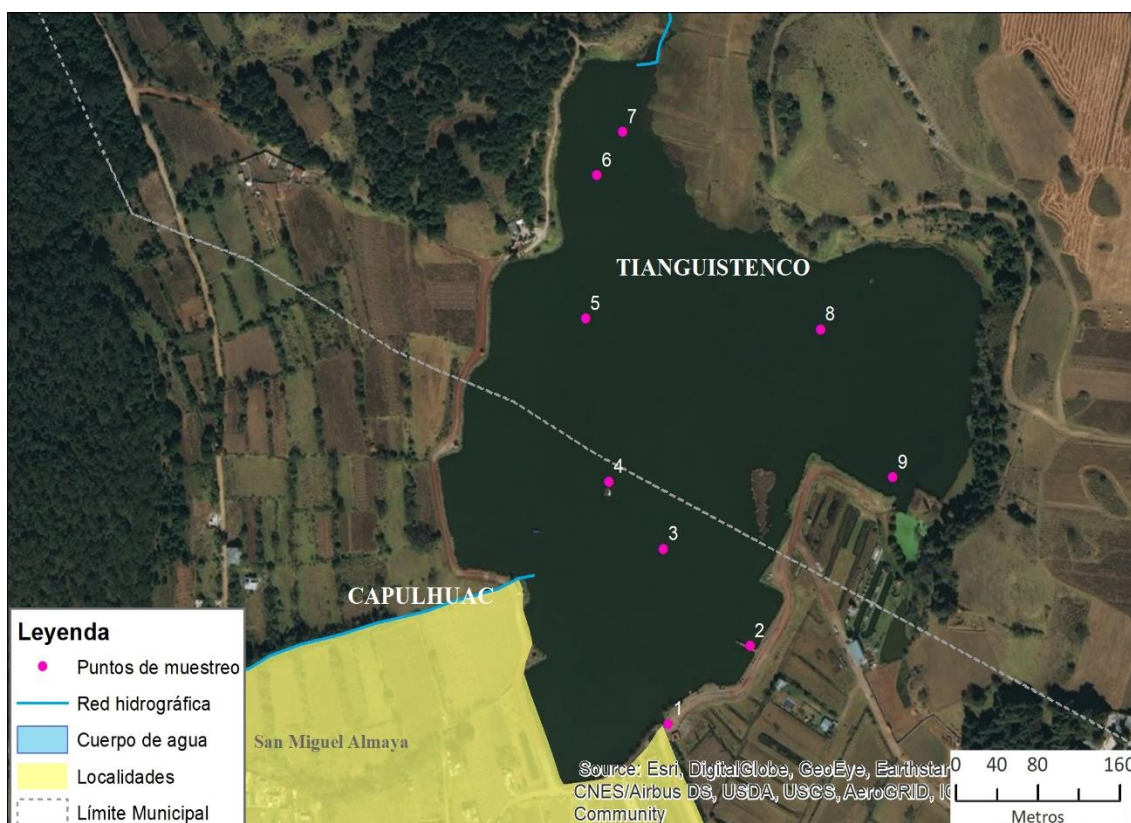 7
6
TIANGUISTENCO
5
8
4
9
3
CAPULHUAC
2
1
San Miguel Almaya
Leyenda
Puntos de muestreo
Red hidrográfica
Cuerpo de agua
Localidades
Límite Municipal
Source: Esri, DigitalGlobe, GeoEye, Earthstar
CNES/Airbus DS, USDA, USGS, AeroGRID, IG
Community
0 40 80 160
Metros